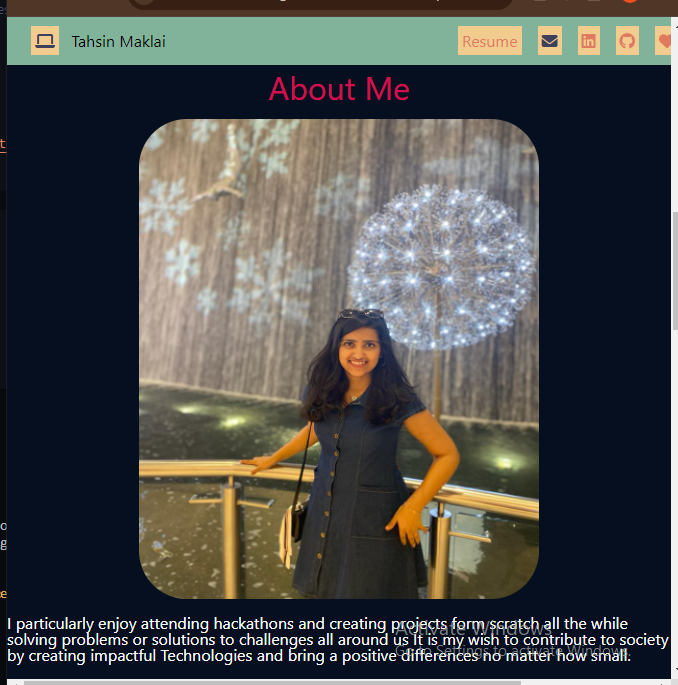 Tahsin Maklai
Resume
About Me
I particularly enjoy attending hackathons and creating projects form scratch all the while
solving problems or solutions to challenges all around us It is my wish to contribute to society
by creating impactful Technologies and bring a positive differences no matter how small.
Activate Windows
Go to Settings to activate Windows.